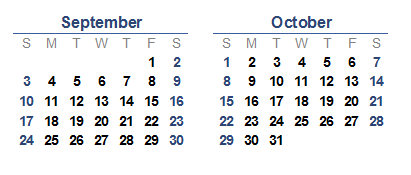 September October
S M T W T F S S M T W T F S
1 2 1 2 3 4 5 6 7
3 4 5 6 7 8 9 8 9 10 11 12 13 14
10 11 12 13 14 15 16 15 16 17 18 19 20 21
17 18 19 20 21 22 23 22 23 24 25 26 27 28
24 25 26 27 28 29 30 29 30 31